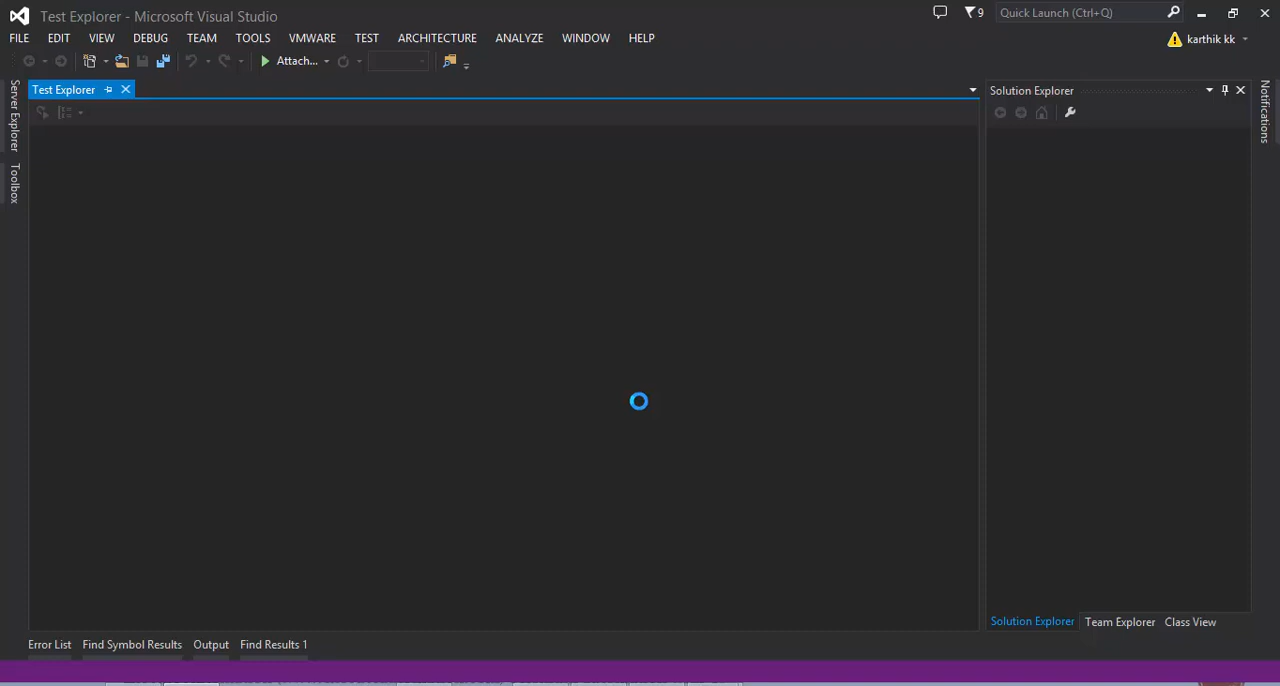 Test Explorer - Microsoft Visual Studio
9
Quick Launch (Ctrl+Q)
FILE EDIT VIEW DEBUG TEAM TOOLS VMWARE TEST ARCHITECTURE ANALYZE WINDOW HELP
karthik kk
Attach...
Server Explorer
Toolbox
Test Explorer
Solution Explorer
Notifications
Solution Explorer Team Explorer Class View
Error List Find Symbol Results Output Find Results 1